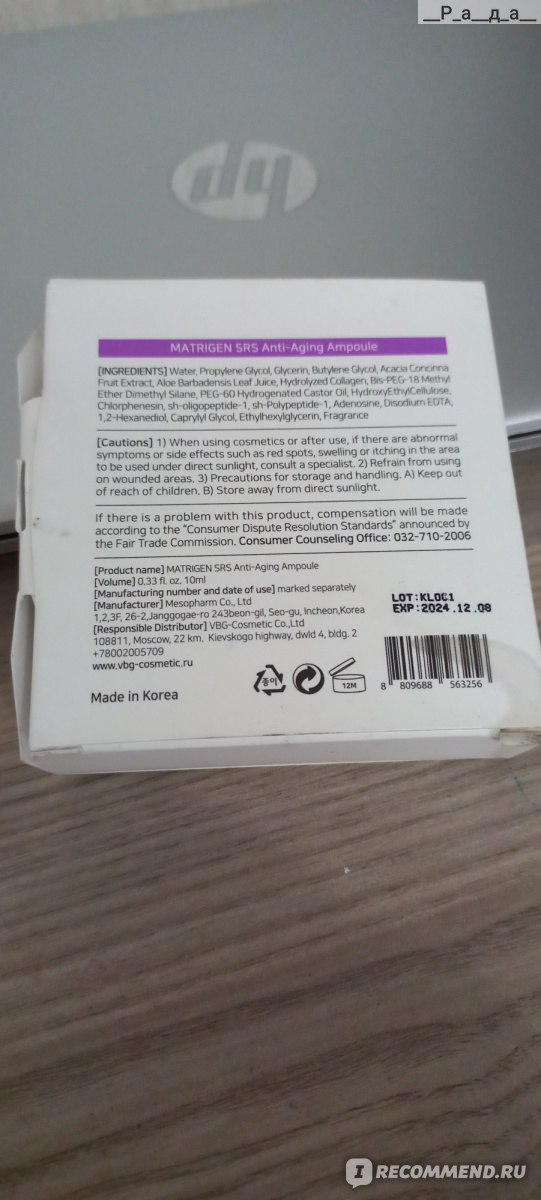 __Р_а__д_а__
hp
MATRIGEN SRS Anti-Aging Ampoule
[INGREDIENTS] Water, Propylene Glycol, Glycerin, Butylene Glycol, Acacia Concinna
Fruit Extract, Aloe Barbadensis Leaf Juice, Hydrolyzed Collagen, Bis-PEG-18 Methyl
Ether Dimethyl Silane, PEG-60 Hydrogenated Castor Oil, HydroxyEthylCellulose,
Chlorphenesin, sh-oligopeptide-1, sh-Polypeptide-1, Adenosine, Disodium EDTA,
1,2-Hexanediol, Caprylyl Glycol, Ethylhexylglycerin, Fragrance
[Cautions] 1) When using cosmetics or after use, if there are abnormal
symptoms or side effects such as red spots, swelling or itching in the area
to be used under direct sunlight, consult a specialist. 2) Refrain from using
on wounded areas. 3) Precautions for storage and handling. A) Keep out
of reach of children. B) Store away from direct sunlight.
If there is a problem with this product, compensation will be made
according to the "Consumer Dispute Resolution Standards" announced by
the Fair Trade Commission. Consumer Counseling Office: 032-710-2006
[Product name] MATRIGEN SRS Anti-Aging Ampoule
[Volume] 0.33 fl. oz. 10ml
[Manufacturing number and date of use] marked separately
[Manufacturer] Mesopharm Co., Ltd
1,2,3F, 26-2,Janggogae-ro 243beon-gil, Seo-gu, Incheon,Korea
[Responsible Distributor] VBG-Cosmetic Co.,Ltd
108811, Moscow, 22 km. Kievskogo highway, dwld 4, bldg. 2
+78002005709
www.vbg-cosmetic.ru
LOT:KL0C1
EXP:2024.12.08
Made in Korea
종이
12M
8 809688 563256
I RECOMMEND.RU